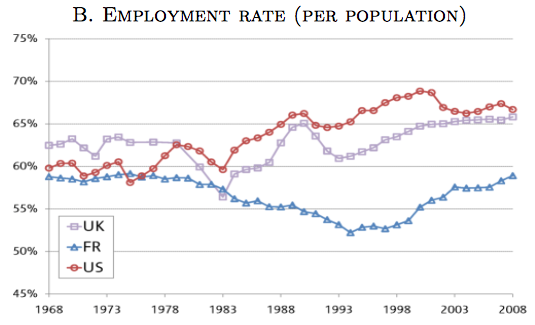 B. Employment rate (per population)
75%
70%
65%
60%
55%
50%
45%
UK
FR
US
1968 1973 1978 1983 1988 1993 1998 2003 2008